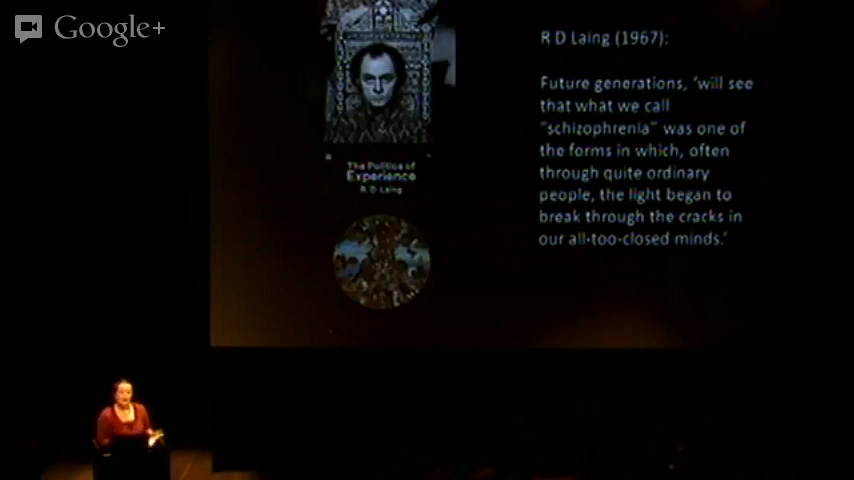 Google+
The Politics of
Experience
R D Laing
R D Laing (1967):
Future generations, 'will see
that what we call
"schizophrenia" was one of
the forms in which, often
through quite ordinary
people, the light began to
break through the cracks in
our all-too-closed minds.'